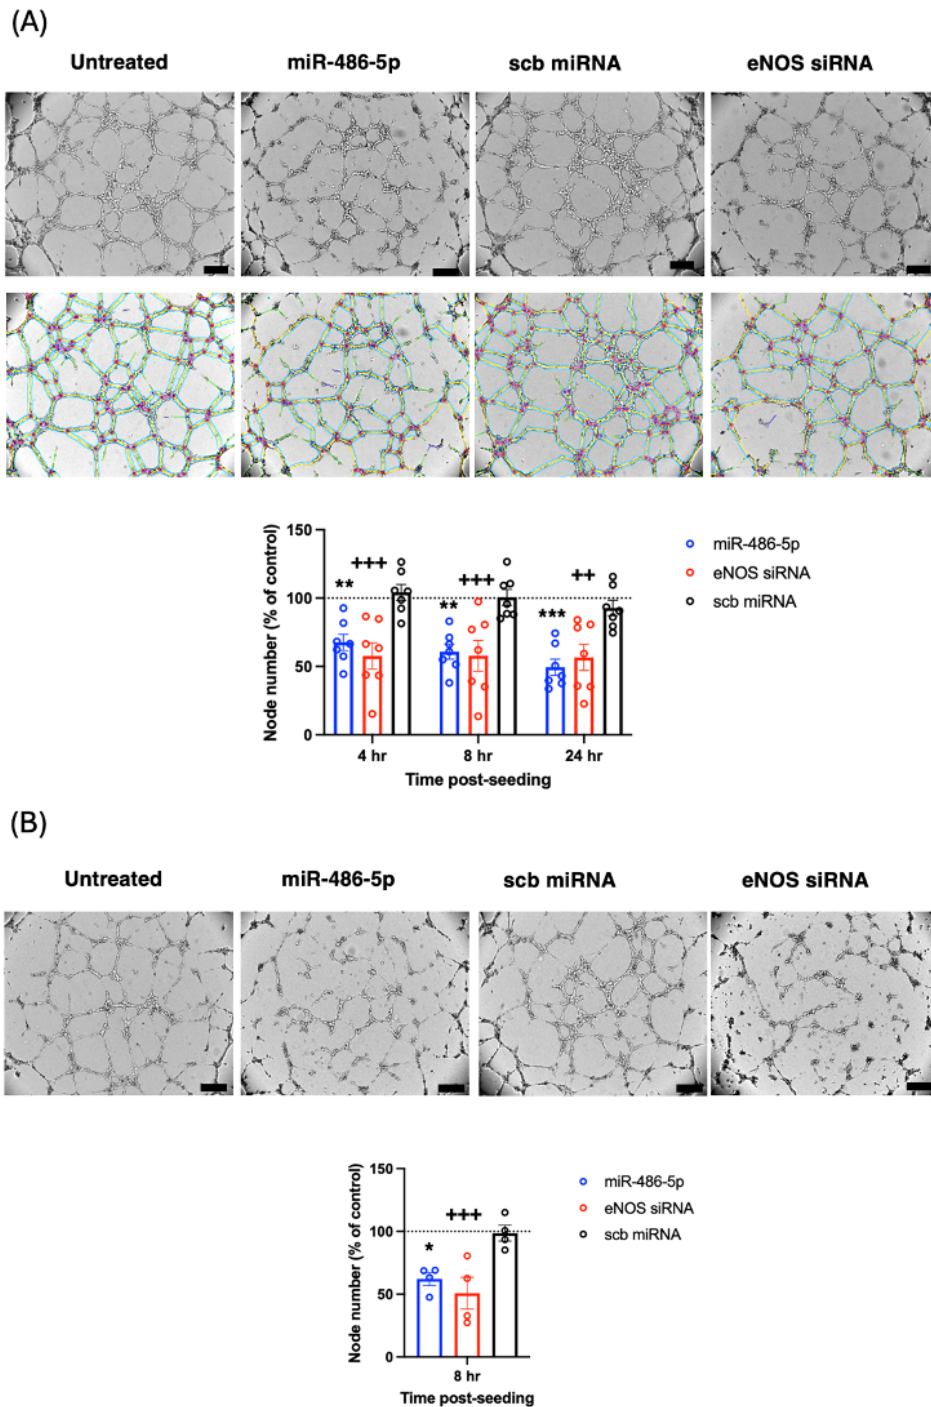 (A)
Untreated miR-486-5p scb miRNA eNOS siRNA
Node number (% of control)
150
100
50
0
** +++
** +++
*** ++
4 hr 8 hr 24 hr
Time post-seeding
miR-486-5p
eNOS siRNA
scb miRNA
(B)
Untreated miR-486-5p scb miRNA eNOS siRNA
Node number (% of control)
150
100
50
0
* +++
8 hr
Time post-seeding
miR-486-5p
eNOS siRNA
scb miRNA